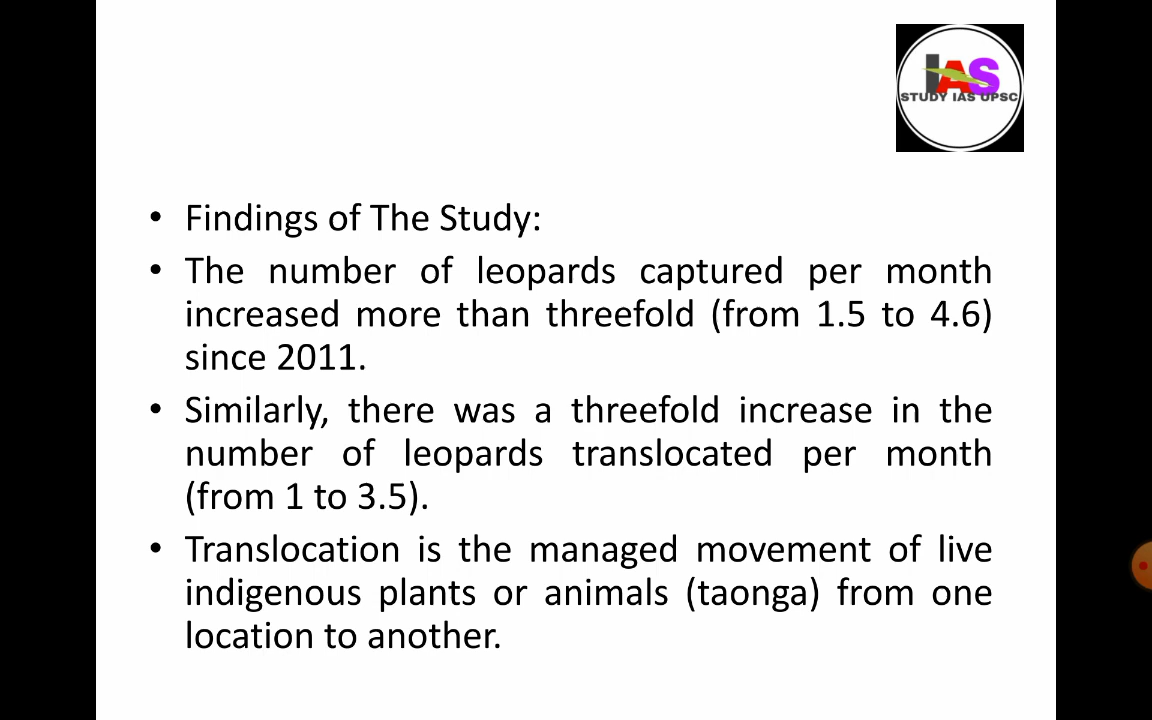 IAS
STUDY IAS UPSC
• Findings of The Study:
• The number of leopards captured per month
increased more than threefold (from 1.5 to 4.6)
since 2011.
• Similarly, there was a threefold increase in the
number of leopards translocated per month
(from 1 to 3.5).
• Translocation is the managed movement of live
indigenous plants or animals (taonga) from one
location to another.